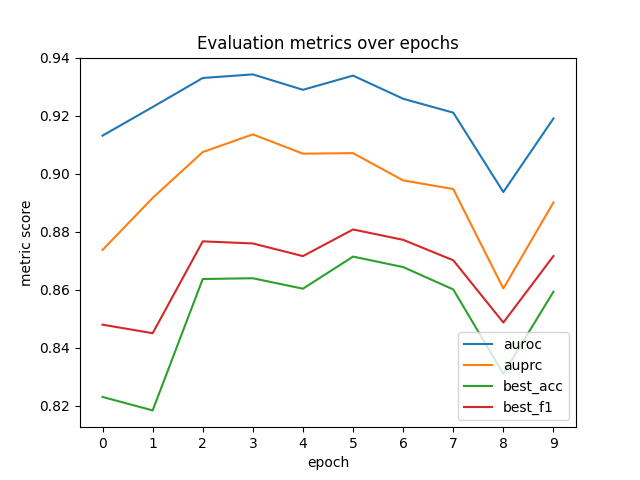 Evaluation metrics over epochs
metric score
0.94
0.92
0.90
0.88
0.86
0.84
0.82
auroc
auprc
best_acc
best_f1
0 1 2 3 4 5 6 7 8 9
epoch